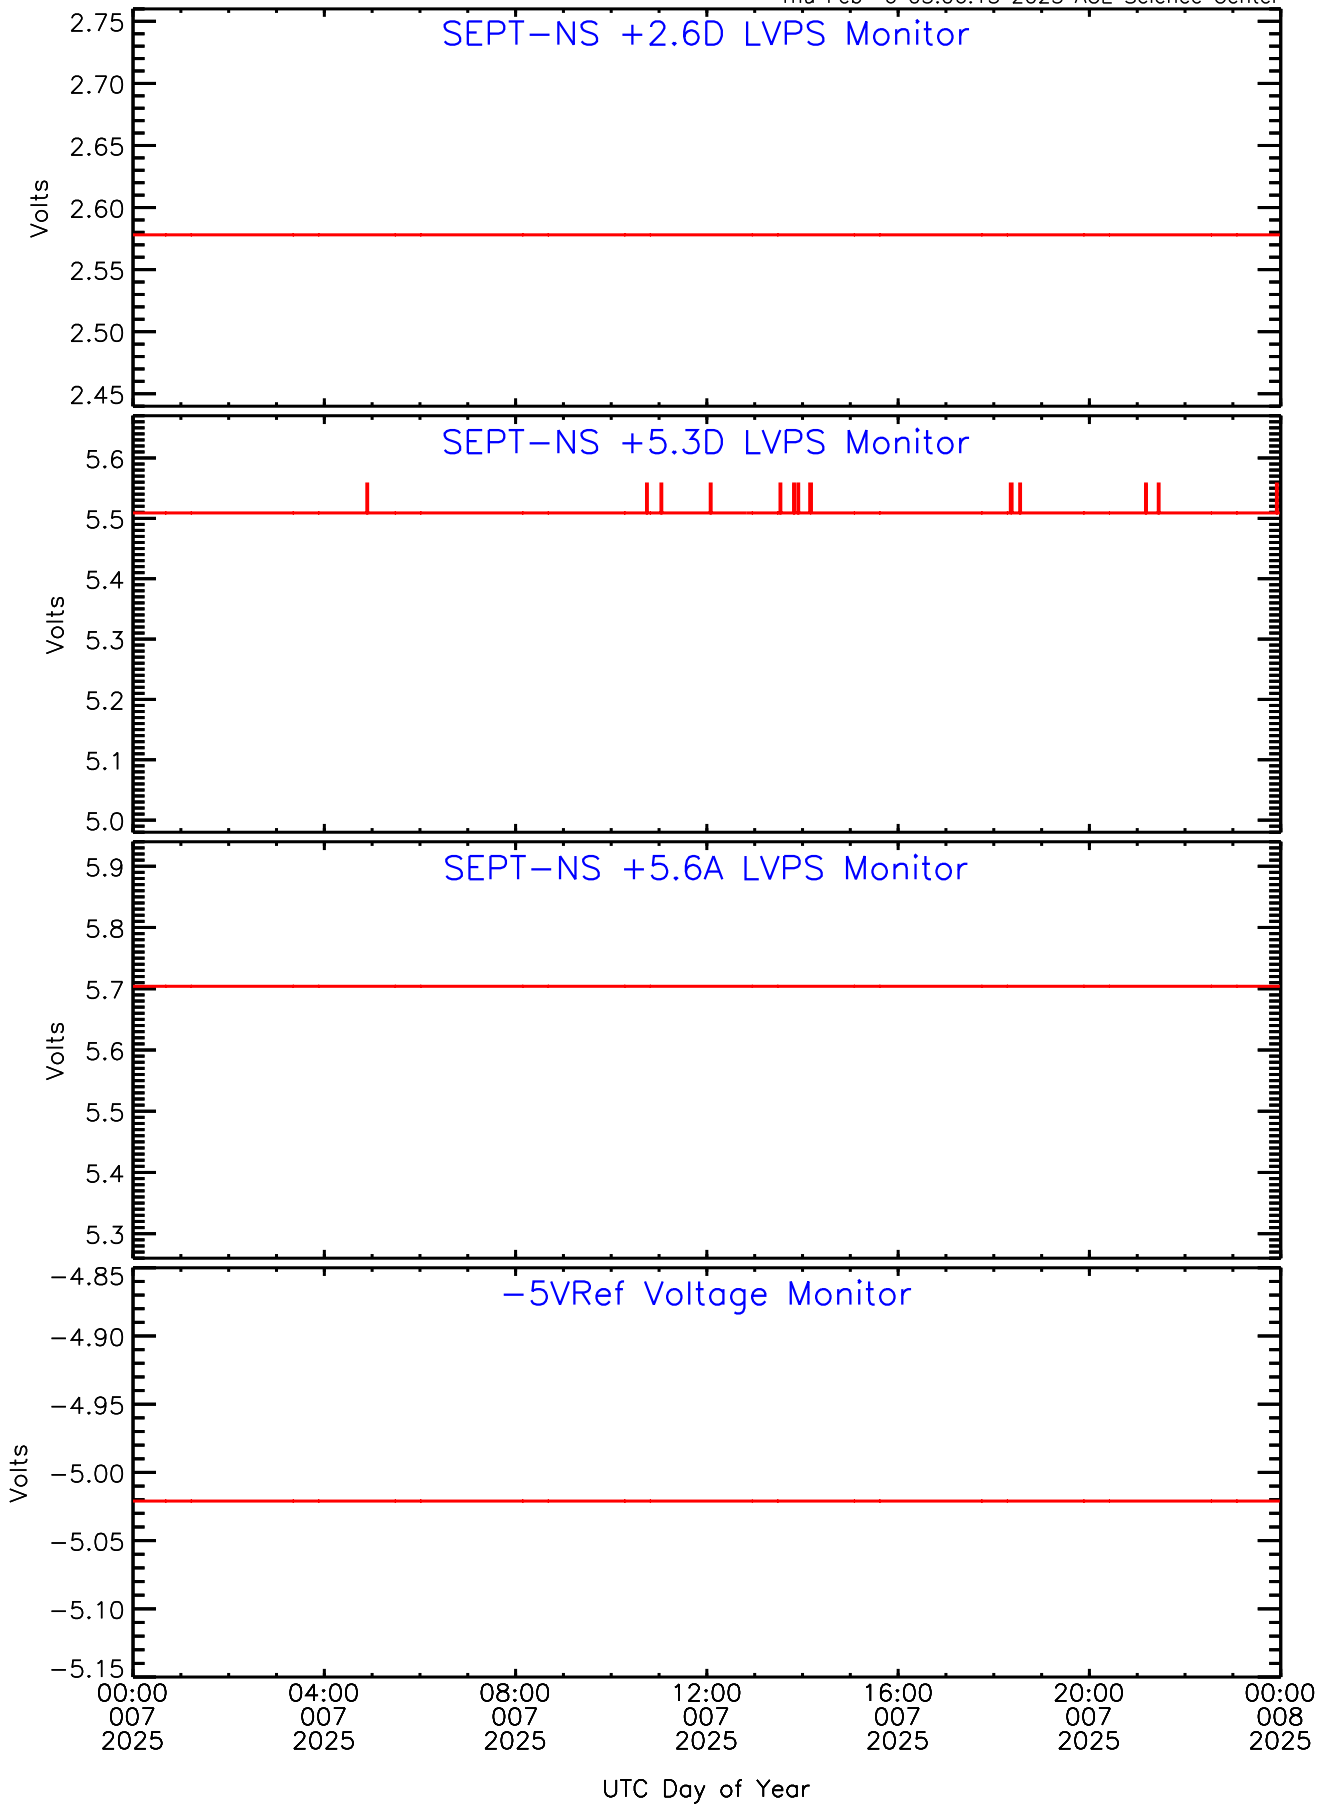 Science Center
SEPT-NS +2.6D LVPS Monitor
2.75
2.70
2.65
2.60
2.55
2.50
2.45
Volts
SEPT-NS +5.3D LVPS Monitor
5.6
5.5
5.4
5.3
5.2
5.1
5.0
Volts
SEPT-NS +5.6A LVPS Monitor
5.9
5.8
5.7
5.6
5.5
5.4
5.3
Volts
-5VRef Voltage Monitor
-4.85
-4.90
-4.95
-5.00
-5.05
-5.10
-5.15
Volts
00:00 04:00 08:00 12:00 16:00 20:00 00:00
007 007 007 007 007 007 008
2025 2025 2025 2025 2025 2025 2025
UTC Day of Year